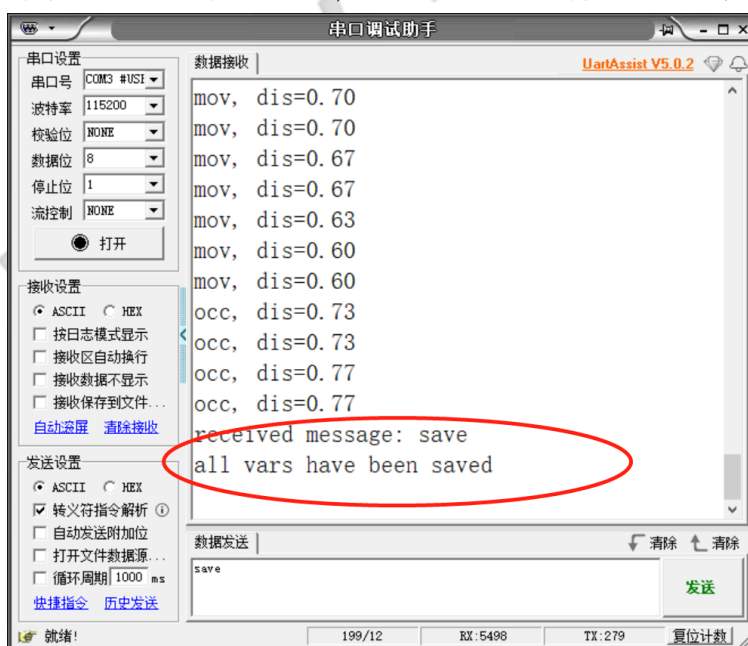 串口调试助手
串口设置
串口号 COM3 #USI
波特率 115200
校验位 NONE
数据位 8
停止位 1
流控制 NONE
打开
接收设置
ASCII HEX
按日志模式显示
接收区自动换行
接收数据不显示
接收保存到文件...
自动滚屏 清除接收
发送设置
ASCII HEX
转义符指令解析
自动发送附加位
打开文件数据源...
循环周期 1000 ms
快捷指令 历史发送
数据接收 UartAssist V5.0.2
mov, dis=0.70
mov, dis=0.70
mov, dis=0.67
mov, dis=0.67
mov, dis=0.63
mov, dis=0.60
mov, dis=0.60
occ, dis=0.73
occ, dis=0.73
occ, dis=0.77
occ, dis=0.77
received message: save
all vars have been saved
数据发送 清除 清除
save
发送
就绪! 199/12 RX:5498 TX:279 复位计数